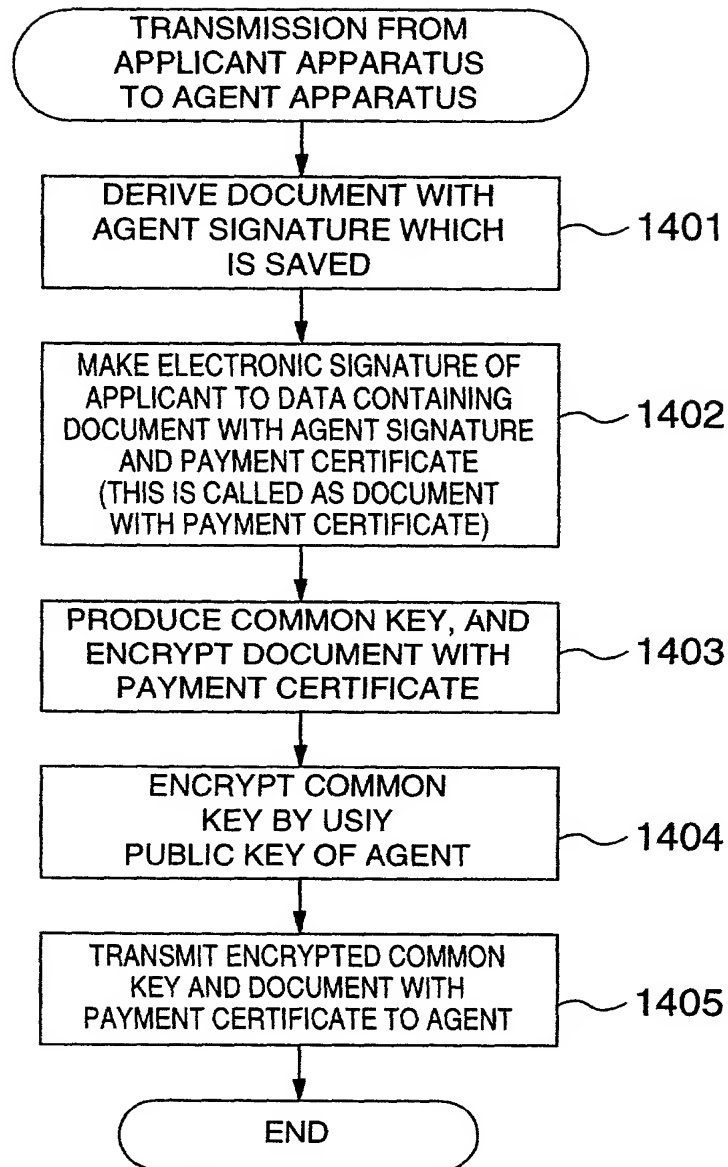 TRANSMISSION FROM
APPLICANT APPARATUS
TO AGENT APPARATUS
DERIVE DOCUMENT WITH
AGENT SIGNATURE WHICH
IS SAVED
1401
MAKE ELECTRONIC SIGNATURE OF
APPLICANT TO DATA CONTAINING
DOCUMENT WITH AGENT SIGNATURE
AND PAYMENT CERTIFICATE
(THIS IS CALLED AS DOCUMENT
WITH PAYMENT CERTIFICATE)
1402
PRODUCE COMMON KEY, AND
ENCRYPT DOCUMENT WITH
PAYMENT CERTIFICATE
1403
ENCRYPT COMMON
KEY BY USIY
PUBLIC KEY OF AGENT
1404
TRANSMIT ENCRYPTED COMMON
KEY AND DOCUMENT WITH
PAYMENT CERTIFICATE TO AGENT
1405
END